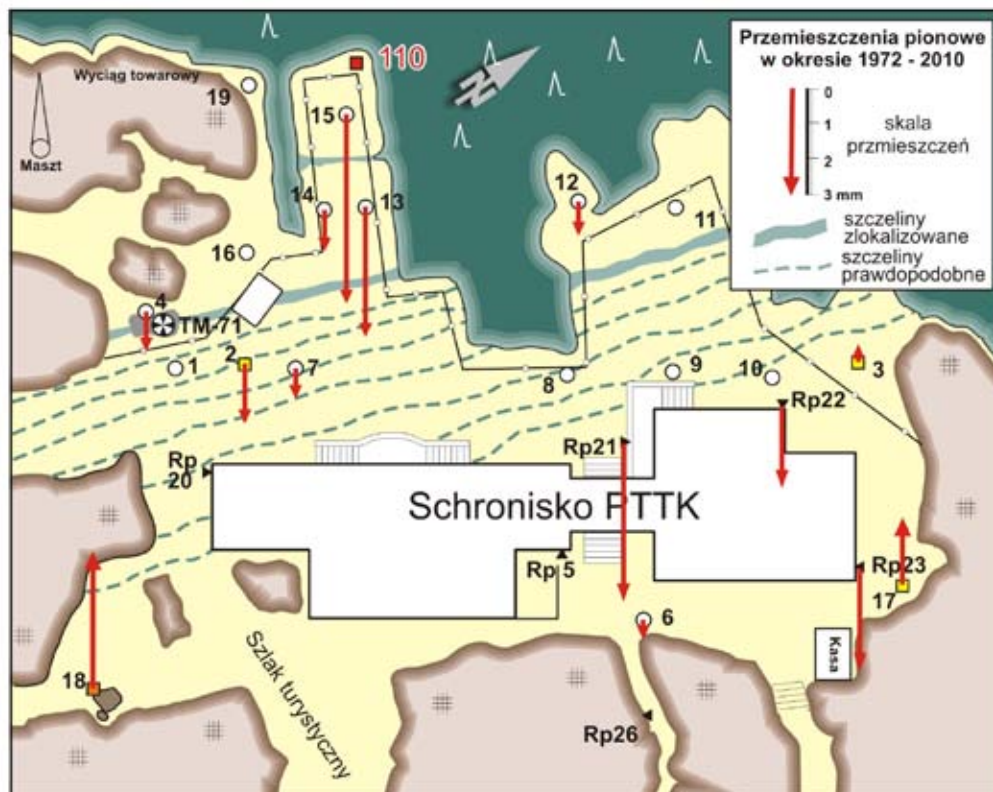 Przemieszczenia pionowe
w okresie 1972 - 2010
0
1
2
3 mm
skala
przmieszczeń
szczeliny
zlokalizowane
szczeliny
prawdopodobne
110
Wyciąg towarowy
19
Maszt
N
15
14
13
12
11
16
4
TM-71
1
2
7
8
9
10
3
Rp
20
Rp21
Rp22
Schronisko PTTK
Rp 5
Rp23
17
6
Kasa
18
Szlak turystyczny
Rp26